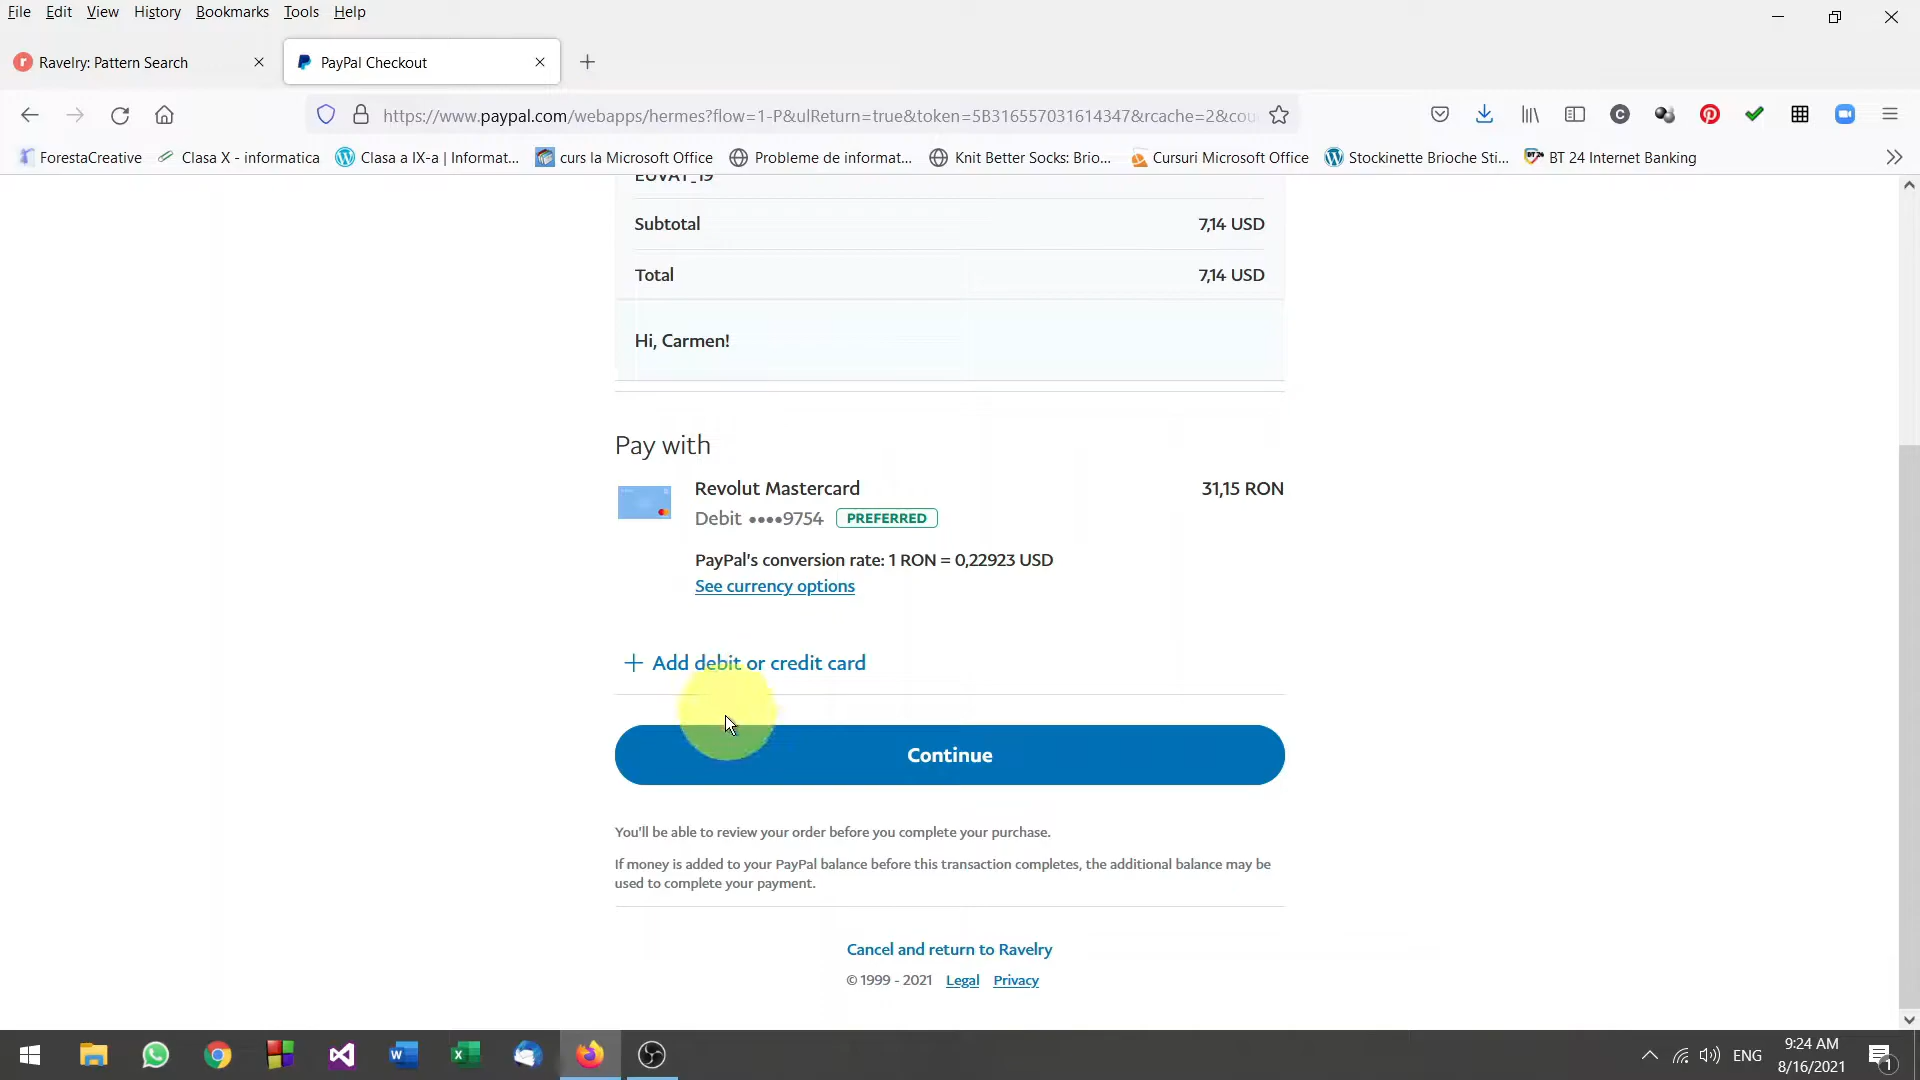 File Edit View History Bookmarks Tools Help
Ravelry: Pattern Search
PayPal Checkout
https://www.paypal.com/webapps/hermes?flow=1-P&ulReturn=true&token=5B316557031614347&rcache=2&cou
ForestaCreative
Clasa X - informatica
Clasa a IX-a | Informat...
curs la Microsoft Office
Probleme de informat...
Knit Better Socks: Brio...
Cursuri Microsoft Office
Stockinette Brioche Sti...
BT 24 Internet Banking
EUVAT_19
Subtotal 7,14 USD
Total 7,14 USD
Hi, Carmen!
Pay with
Revolut Mastercard 31,15 RON
Debit ••••9754 PREFERRED
PayPal's conversion rate: 1 RON = 0,22923 USD
See currency options
+ Add debit or credit card
Continue
You'll be able to review your order before you complete your purchase.
If money is added to your PayPal balance before this transaction completes, the additional balance may be
used to complete your payment.
Cancel and return to Ravelry
© 1999 - 2021 Legal Privacy
ENG
9:24 AM
8/16/2021
1